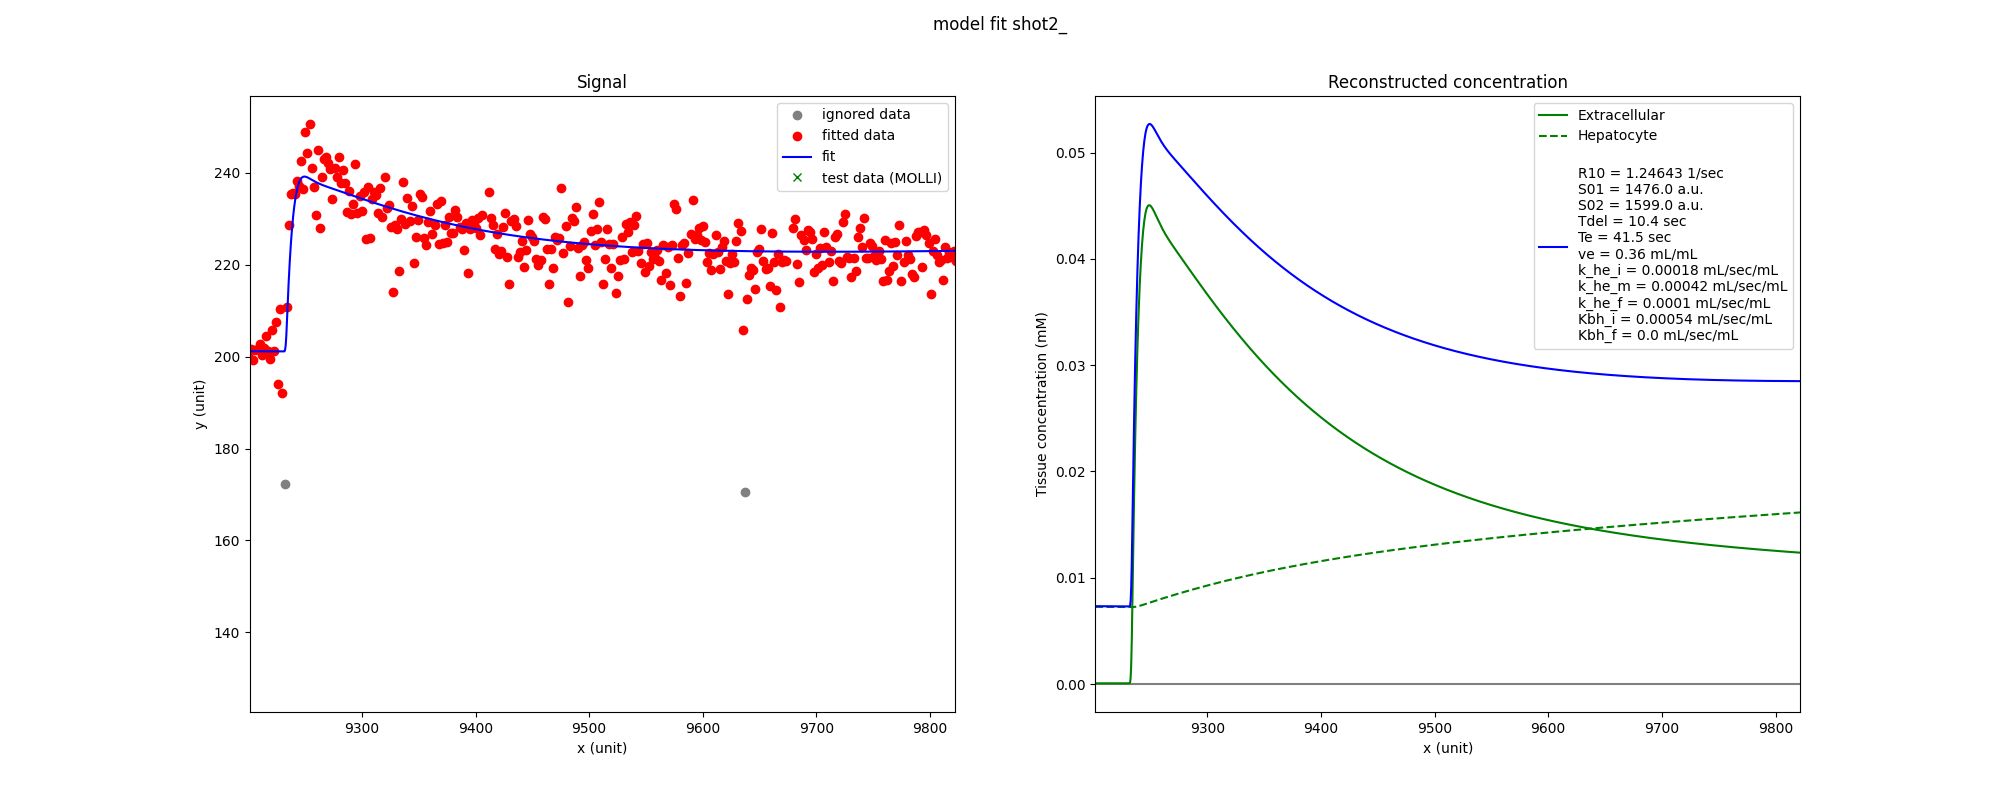 model fit shot2_
Signal
ignored data
fitted data
fit
test data (MOLLI)
240
220
200
180
160
140
y (unit)
9300 9400 9500 9600 9700 9800
x (unit)
Reconstructed concentration
Extracellular
Hepatocyte
R10 = 1.24643 1/sec
S01 = 1476.0 a.u.
S02 = 1599.0 a.u.
Tdel = 10.4 sec
Te = 41.5 sec
ve = 0.36 mL/mL
k_he_i = 0.00018 mL/sec/mL
k_he_m = 0.00042 mL/sec/mL
k_he_f = 0.0001 mL/sec/mL
Kbh_i = 0.00054 mL/sec/mL
Kbh_f = 0.0 mL/sec/mL
0.05
0.04
0.03
0.02
0.01
0.00
Tissue concentration (mM)
9300 9400 9500 9600 9700 9800
x (unit)